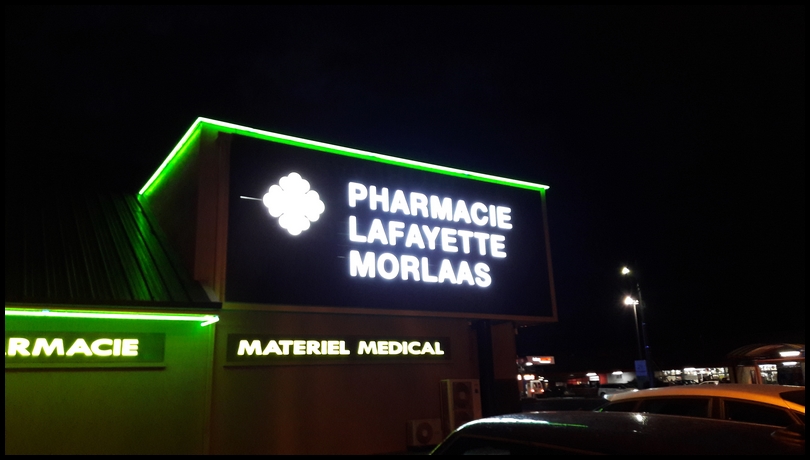 PHARMACIE
LAFAYETTE
MORLAAS
RMACIE
MATERIEL MEDICAL